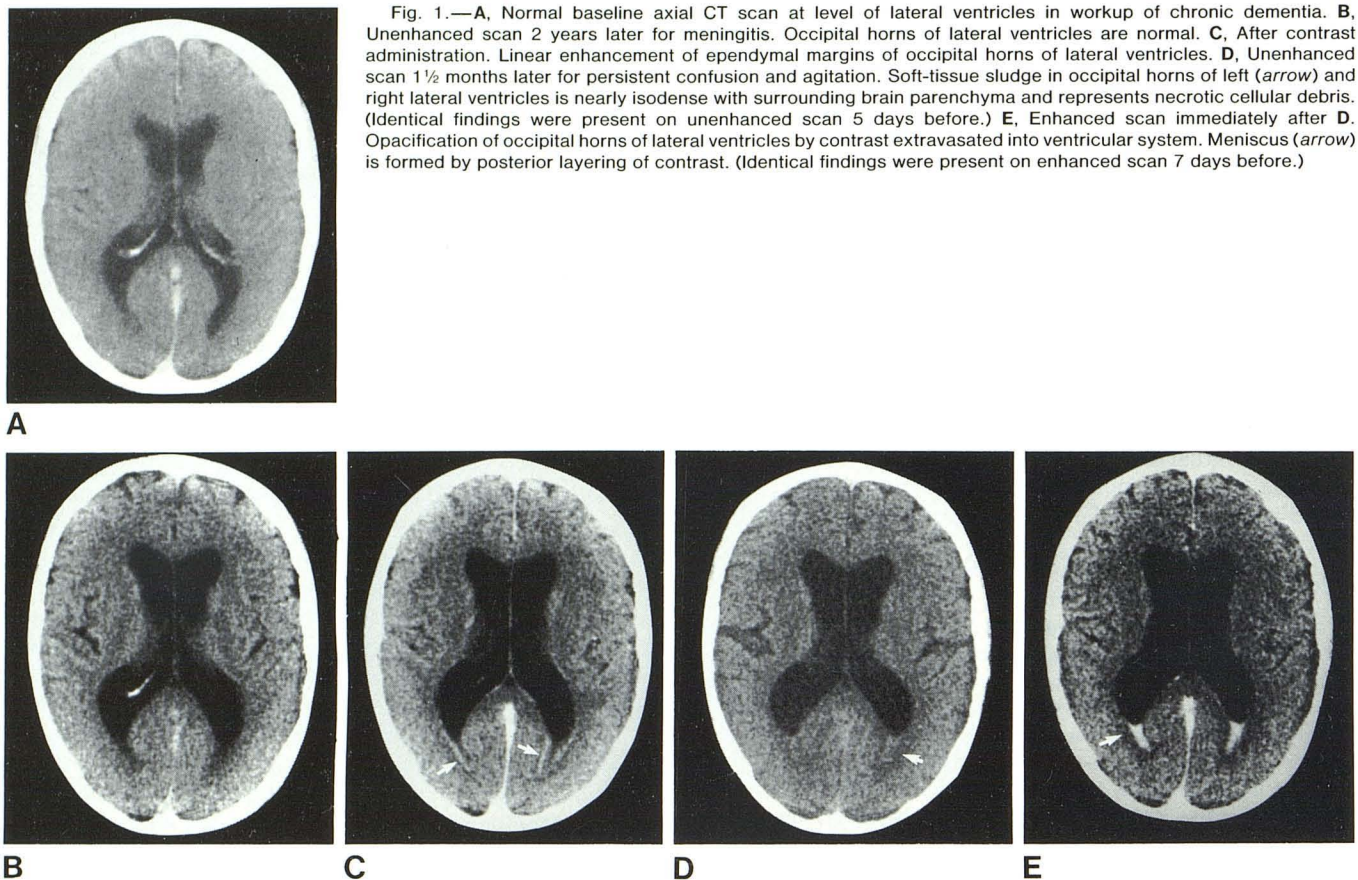 Fig. 1.—A, Normal baseline axial CT scan at level of lateral ventricles in workup of chronic dementia. B,
Unenhanced scan 2 years later for meningitis. Occipital horns of lateral ventricles are normal. C, After contrast
administration. Linear enhancement of ependymal margins of occipital horns of lateral ventricles. D, Unenhanced
scan 1½ months later for persistent confusion and agitation. Soft-tissue sludge in occipital horns of left (arrow) and
right lateral ventricles is nearly isodense with surrounding brain parenchyma and represents necrotic cellular debris.
(Identical findings were present on unenhanced scan 5 days before.) E, Enhanced scan immediately after D.
Opacification of occipital horns of lateral ventricles by contrast extravasated into ventricular system. Meniscus (arrow)
is formed by posterior layering of contrast. (Identical findings were present on enhanced scan 7 days before.)
A
B
C
D
E